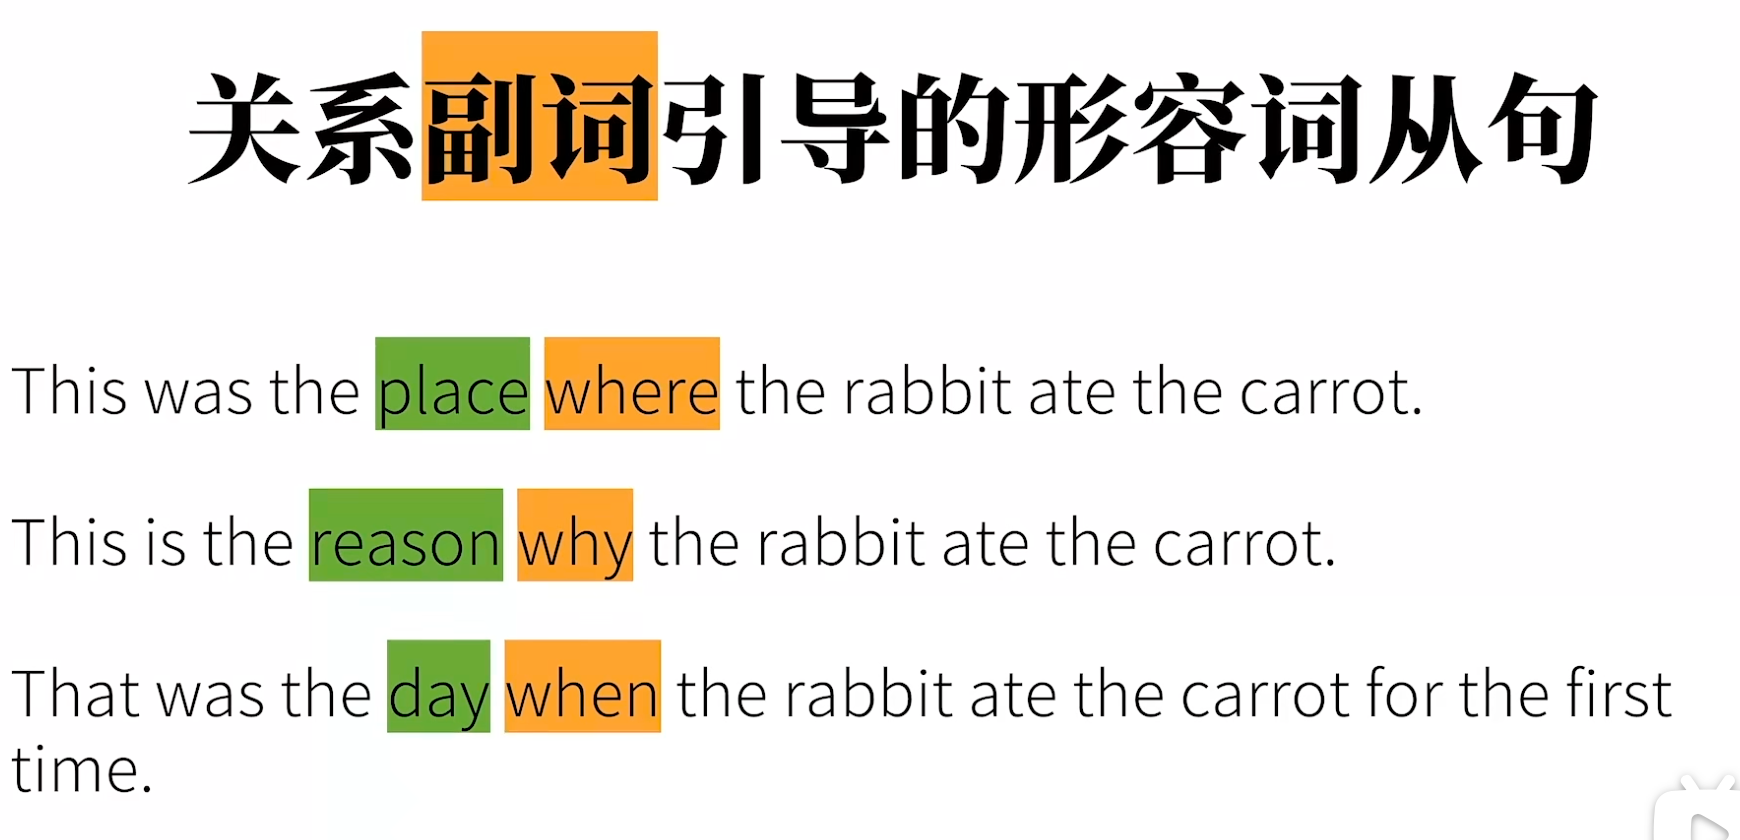 关系副词引导的形容词从句
This was the place where the rabbit ate the carrot.
This is the reason why the rabbit ate the carrot.
That was the day when the rabbit ate the carrot for the first
time.